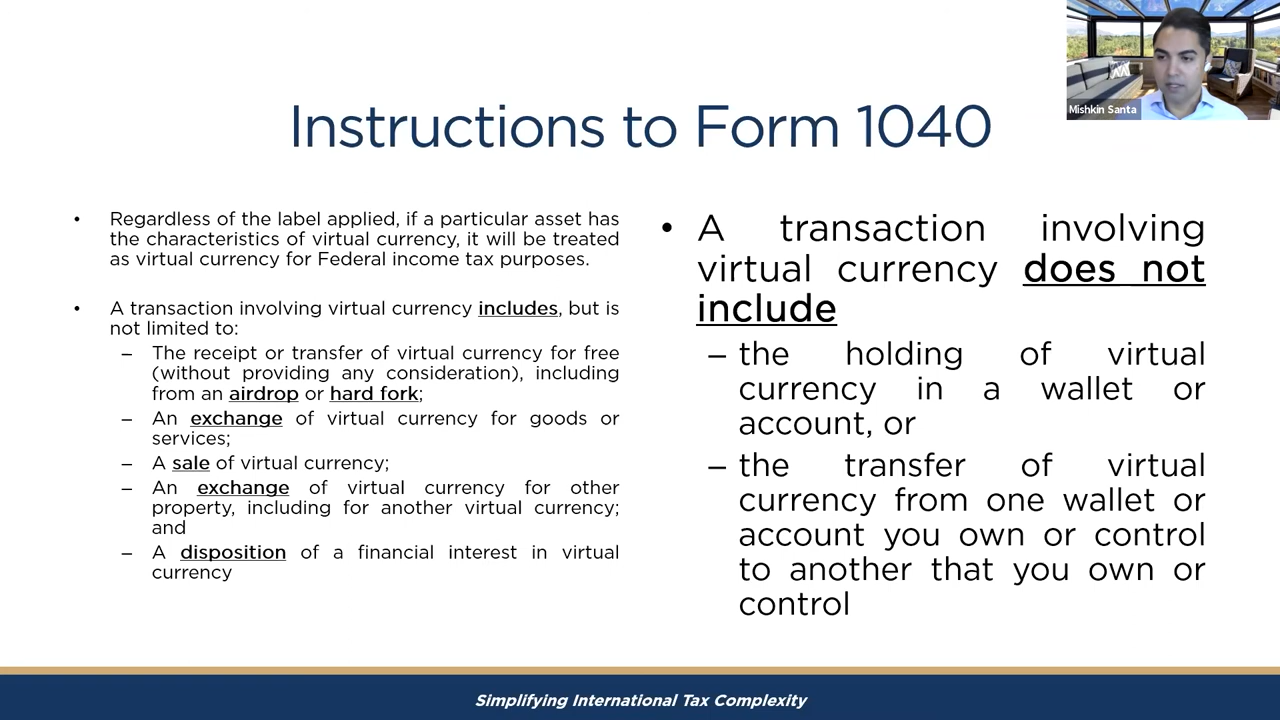 Mishkin Santa
Instructions to Form 1040
• Regardless of the label applied, if a particular asset has
the characteristics of virtual currency, it will be treated
as virtual currency for Federal income tax purposes.
• A transaction involving virtual currency includes, but is
not limited to:
– The receipt or transfer of virtual currency for free
(without providing any consideration), including
from an airdrop or hard fork;
– An exchange of virtual currency for goods or
services;
– A sale of virtual currency;
– An exchange of virtual currency for other
property, including for another virtual currency;
and
– A disposition of a financial interest in virtual
currency
• A transaction involving
virtual currency does not
include
– the holding of virtual
currency in a wallet or
account, or
– the transfer of virtual
currency from one wallet or
account you own or control
to another that you own or
control
Simplifying International Tax Complexity